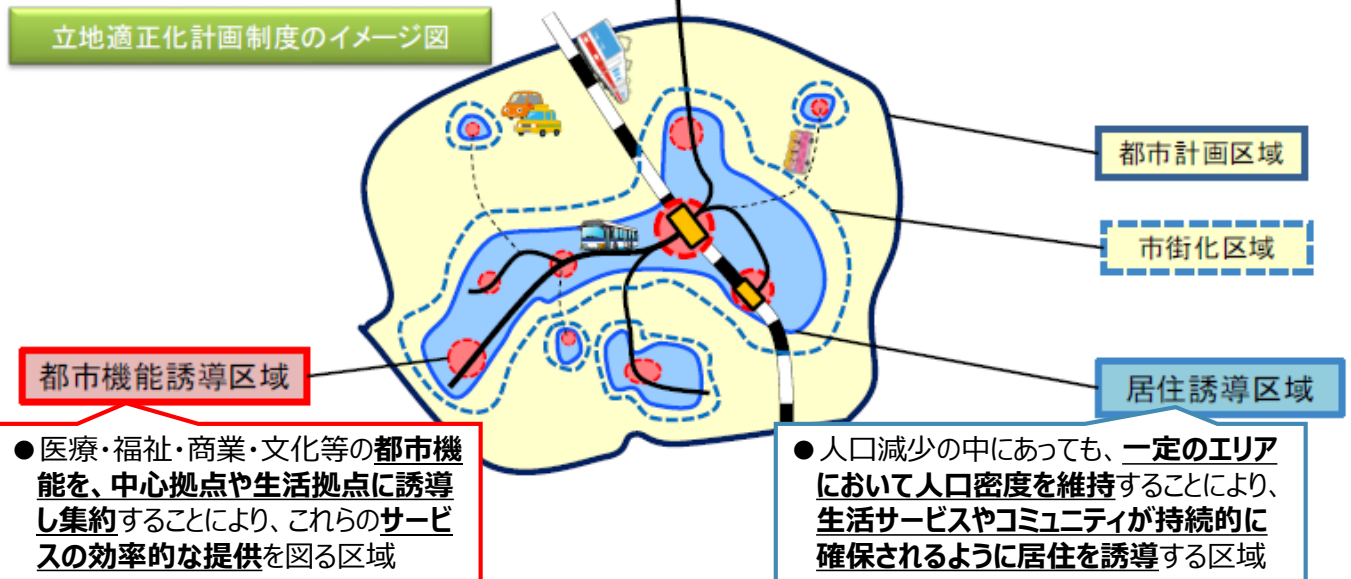 立地適正化計画制度のイメージ図
都市計画区域
市街化区域
都市機能誘導区域
居住誘導区域
●医療・福祉・商業・文化等の都市機
能を、中心拠点や生活拠点に誘導
し集約することにより、これらのサービ
スの効率的な提供を図る区域
●人口減少の中にあっても、一定のエリア
において人口密度を維持することにより、
生活サービスやコミュニティが持続的に
確保されるように居住を誘導する区域